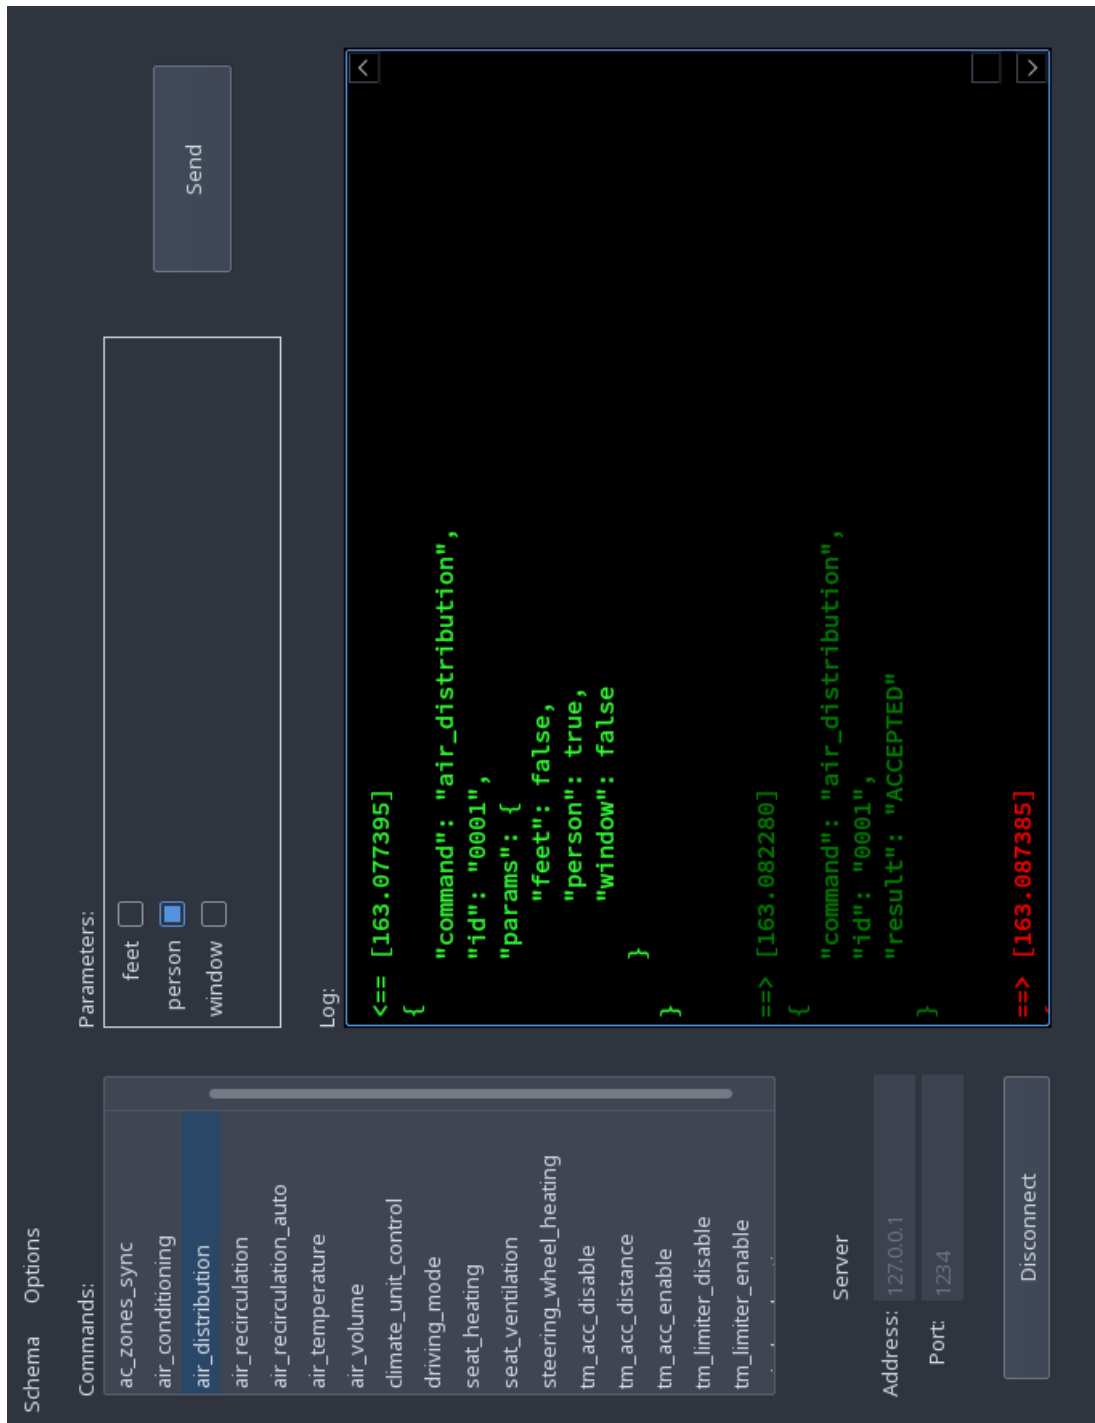 Schema Options
Commands:
ac_zones_sync
air_conditioning
air_distribution
air_recirculation
air_recirculation_auto
air_temperature
air_volume
climate_unit_control
driving_mode
seat_heating
seat_ventilation
steering_wheel_heating
tm_acc_disable
tm_acc_distance
tm_acc_enable
tm_limiter_disable
tm_limiter_enable
Server
Address: 127.0.0.1
Port: 1234
Disconnect
Parameters:
feet
person
window
Send
Log:
<== [163.077395]
{
"command": "air_distribution",
"id": "0001",
"params": {
"feet": false,
"person": true,
"window": false
}
}
==> [163.082280]
{
"command": "air_distribution",
"id": "0001",
"result": "ACCEPTED"
}
==> [163.087385]